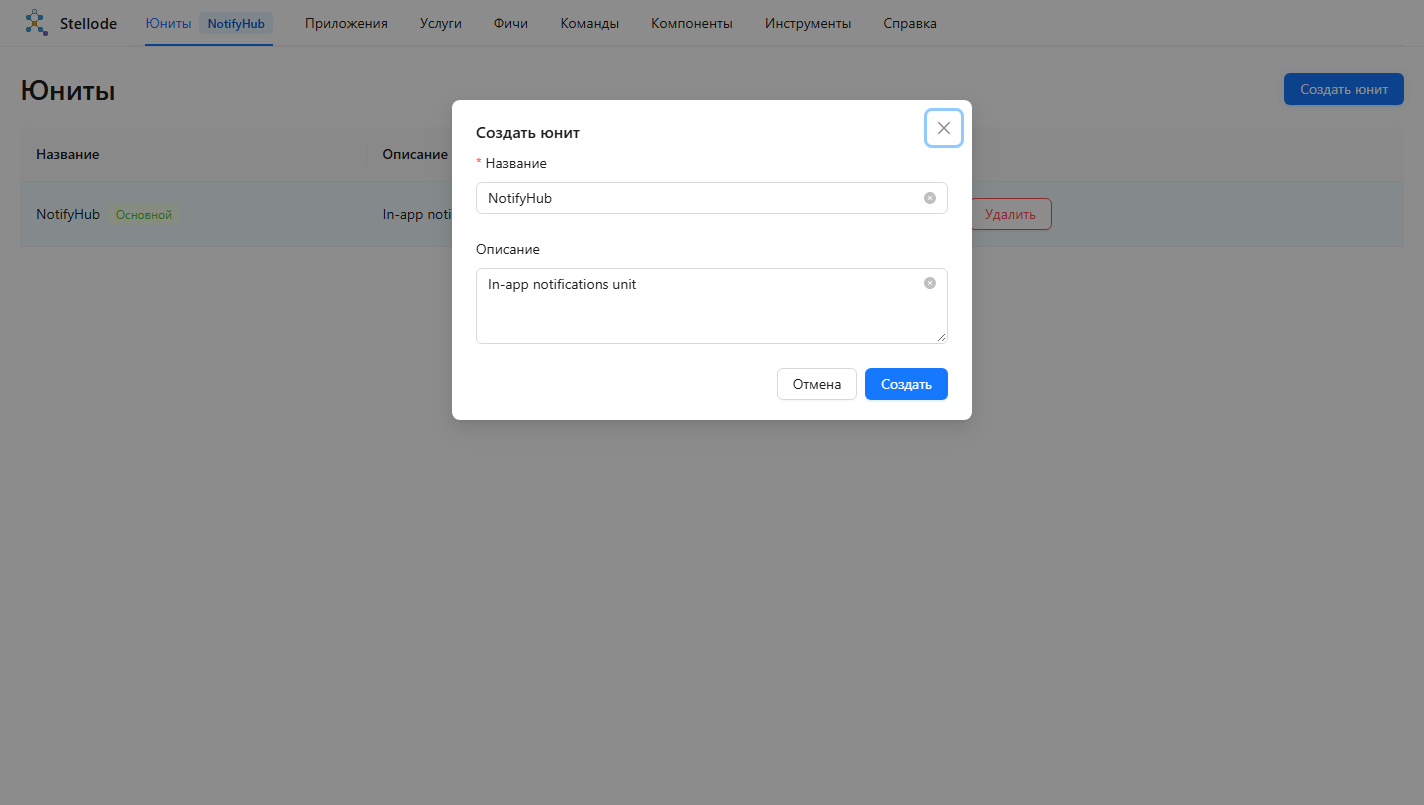 Stellode Юниты NotifyHub Приложения Услуги Фичи Команды Компоненты Инструменты Справка
Юниты
Создать юнит
Название Описание
NotifyHub Основной In-app noti Удалить
Создать юнит
* Название
NotifyHub
Описание
In-app notifications unit
Отмена Создать